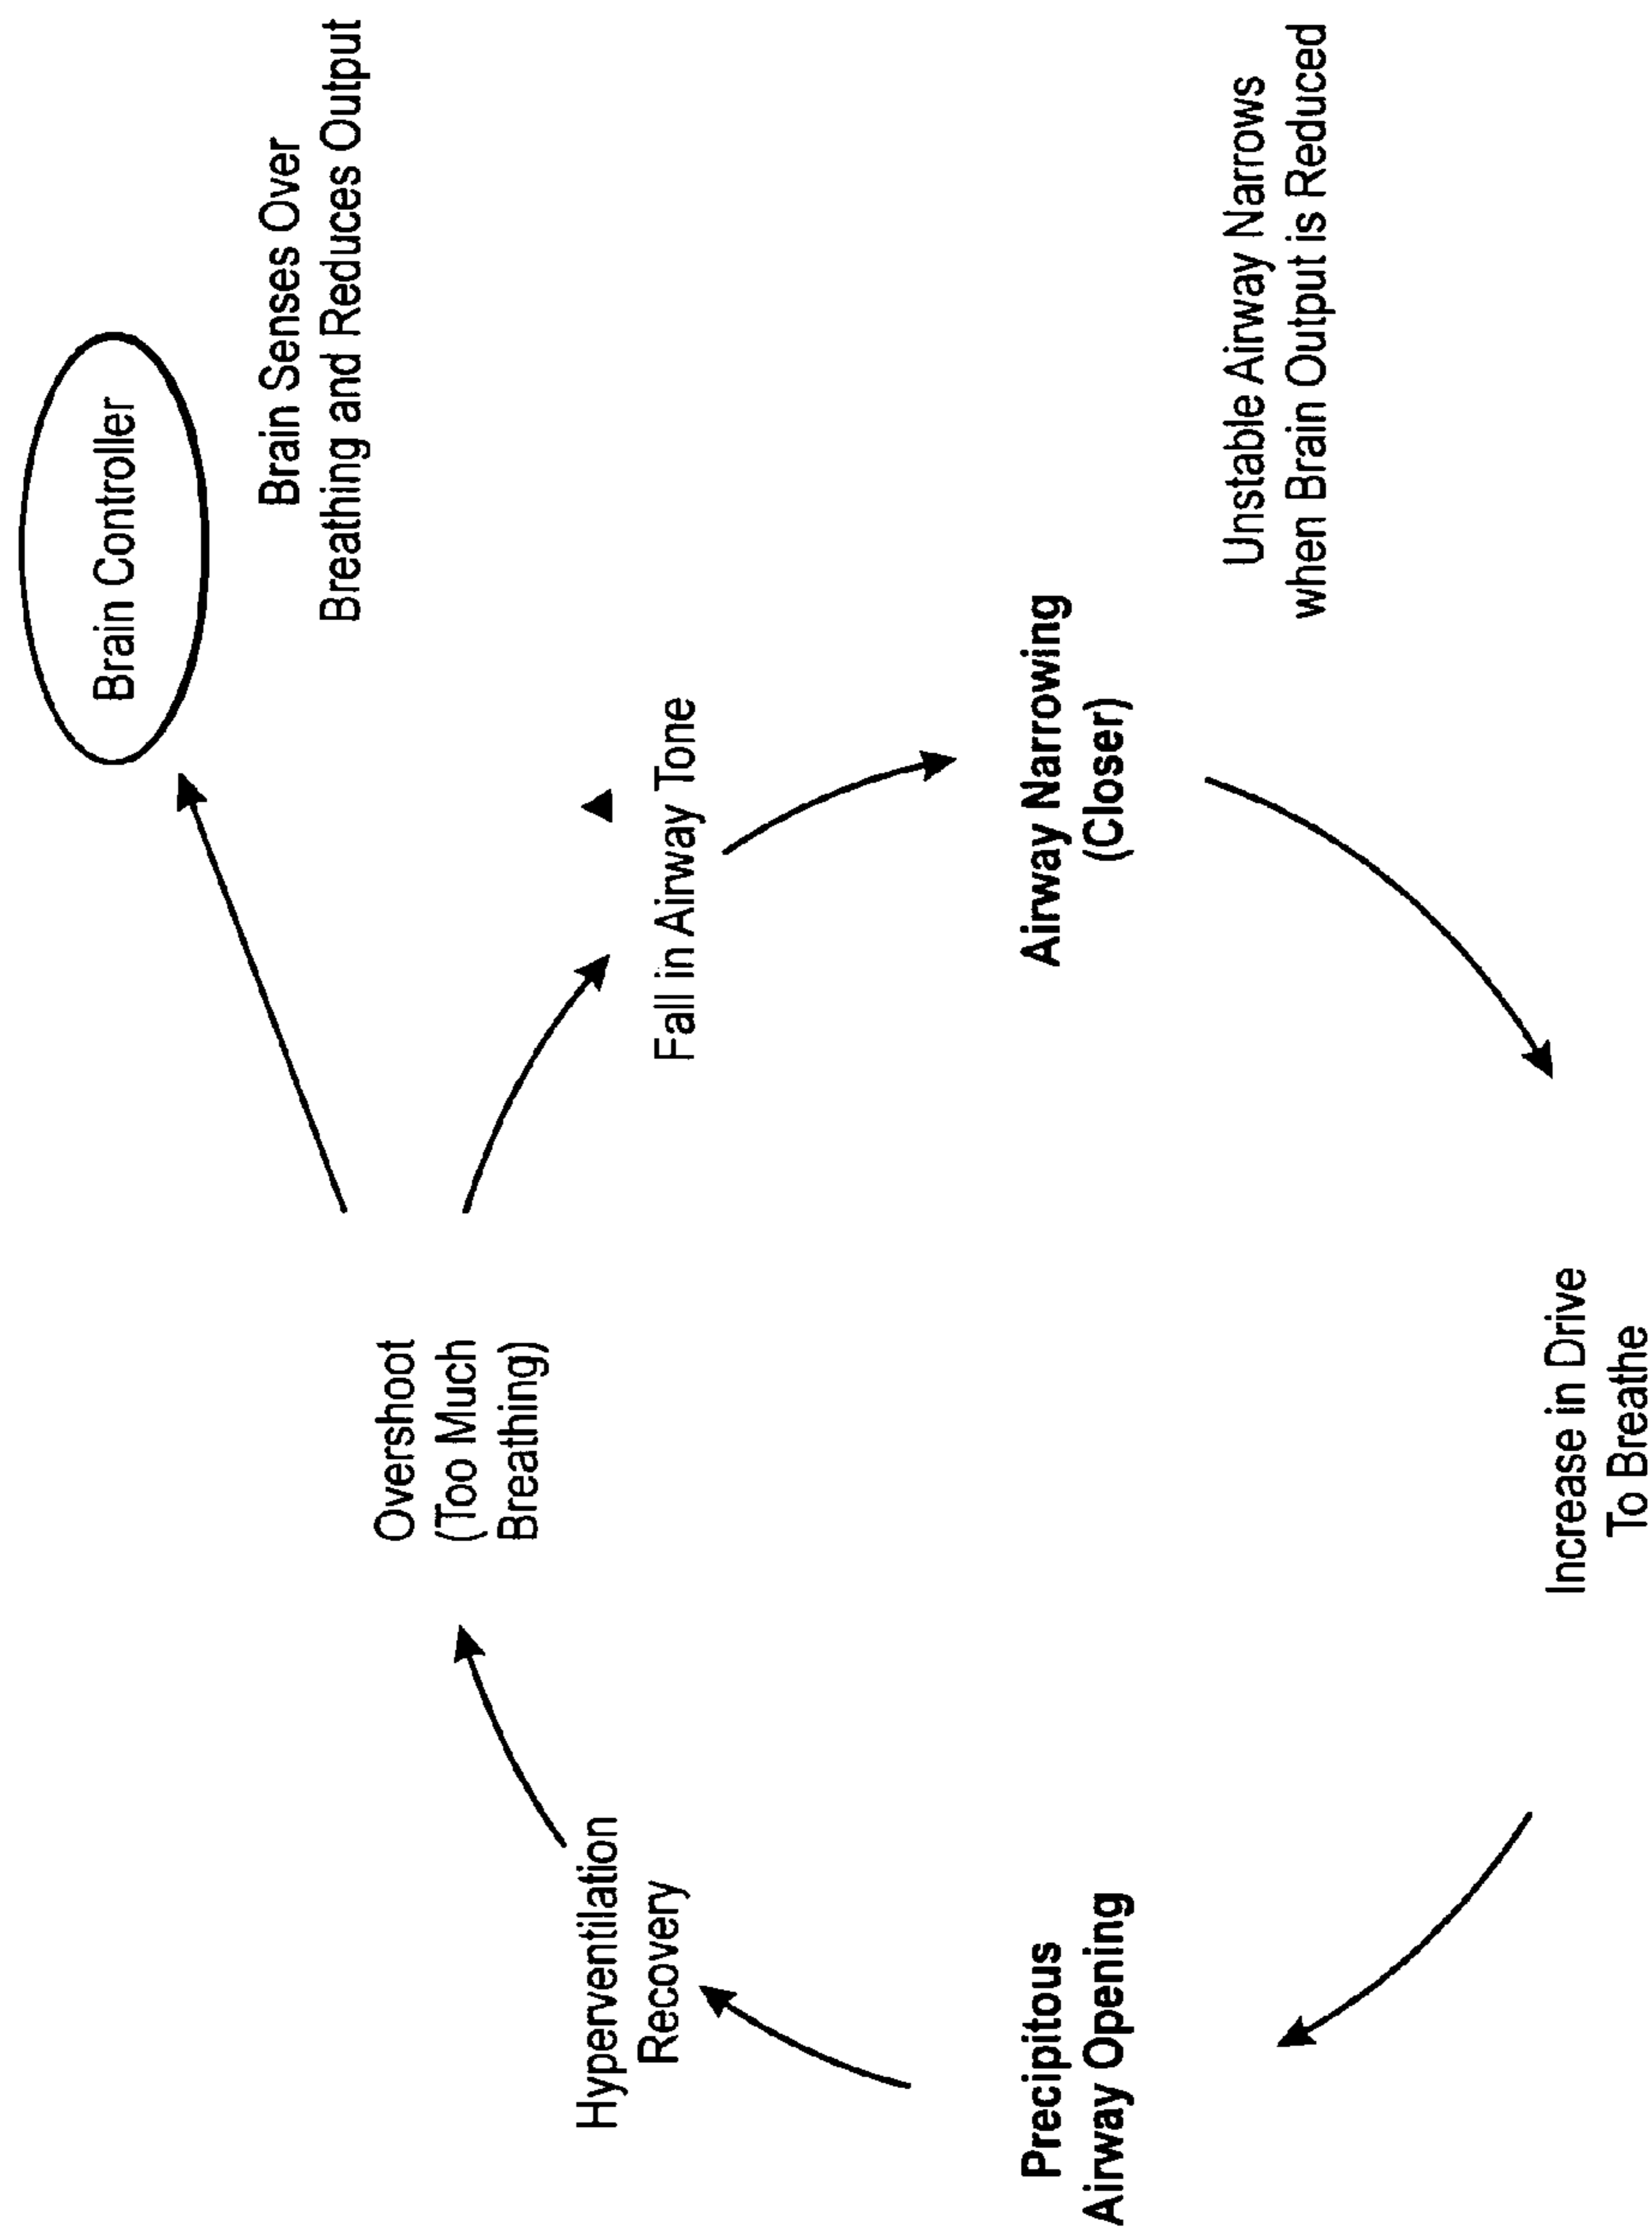 Brain Controller
Brain Senses Over
Breathing and Reduces Output
Overshoot
(Too Much
Breathing)
Fall in Airway Tone
Hyperventilation
Recovery
Precipitous
Airway Opening
Airway Narrowing
(Closer)
Unstable Airway Narrows
when Brain Output is Reduced
Increase in Drive
To Breathe